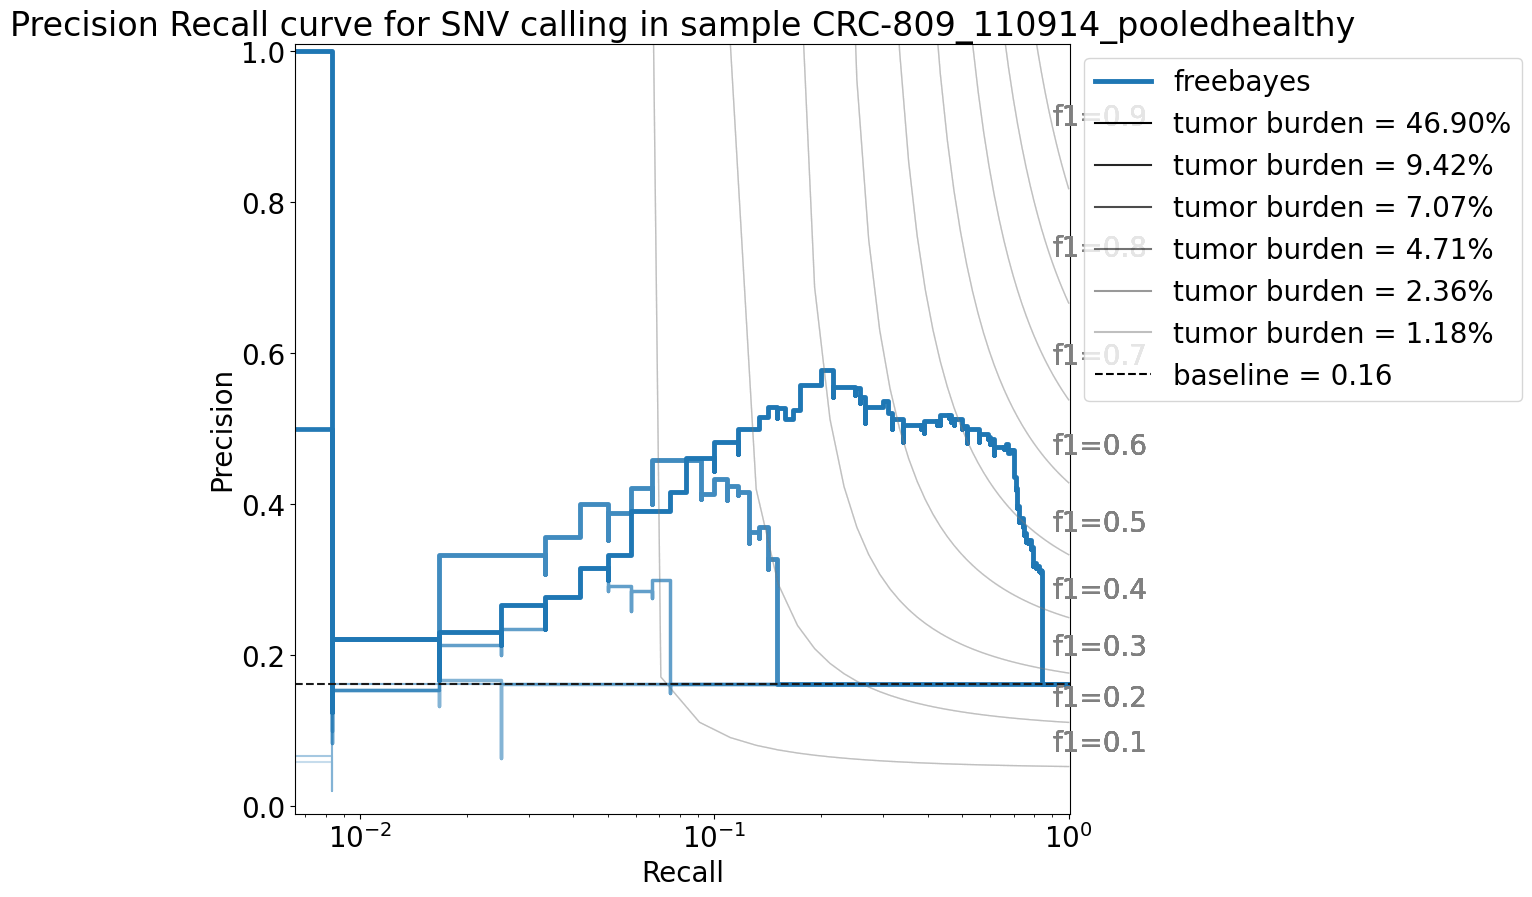 Precision Recall curve for SNV calling in sample CRC-809_110914_pooledhealthy
1.0
0.8
0.6
0.4
0.2
0.0
Precision
10⁻²
10⁻¹
10⁰
Recall
f1=0.9
f1=0.8
f1=0.7
f1=0.6
f1=0.5
f1=0.4
f1=0.3
f1=0.2
f1=0.1
freebayes
tumor burden = 46.90%
tumor burden = 9.42%
tumor burden = 7.07%
tumor burden = 4.71%
tumor burden = 2.36%
tumor burden = 1.18%
baseline = 0.16